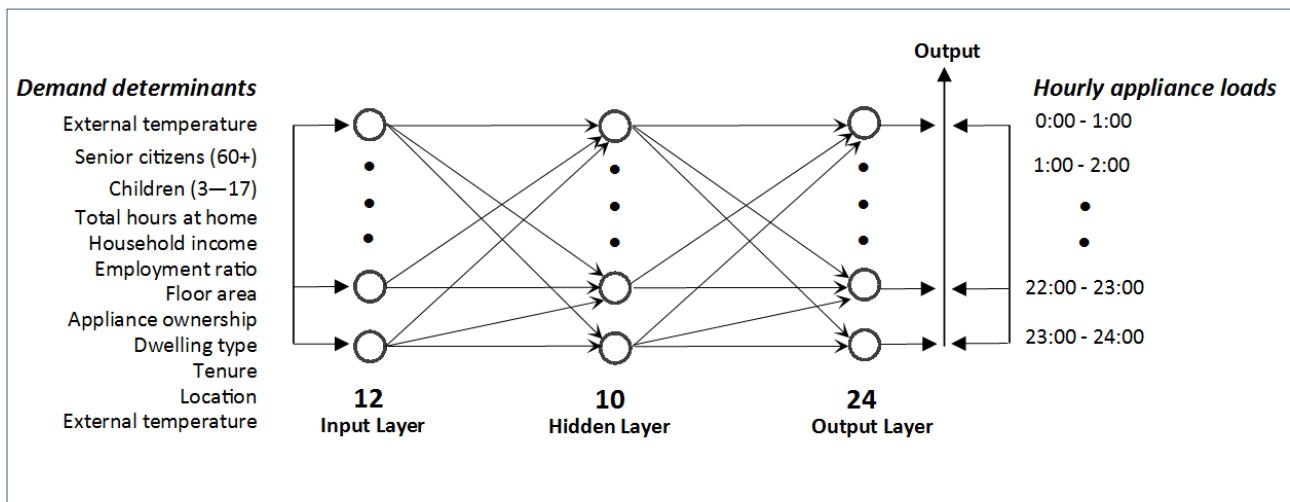 Output
Demand determinants
External temperature
Senior citizens (60+)
Children (3—17)
Total hours at home
Household income
Employment ratio
Floor area
Appliance ownership
Dwelling type
Tenure
Location
External temperature
12
Input Layer
10
Hidden Layer
24
Output Layer
Hourly appliance loads
0:00 - 1:00
1:00 - 2:00
22:00 - 23:00
23:00 - 24:00